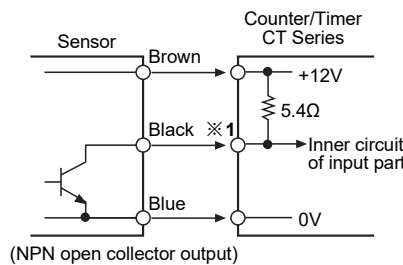 Counter/Timer
CT Series
Sensor
Brown
+12V
5.4Ω
Black ※1
Inner circuit
of input part
Blue
0V
(NPN open collector output)